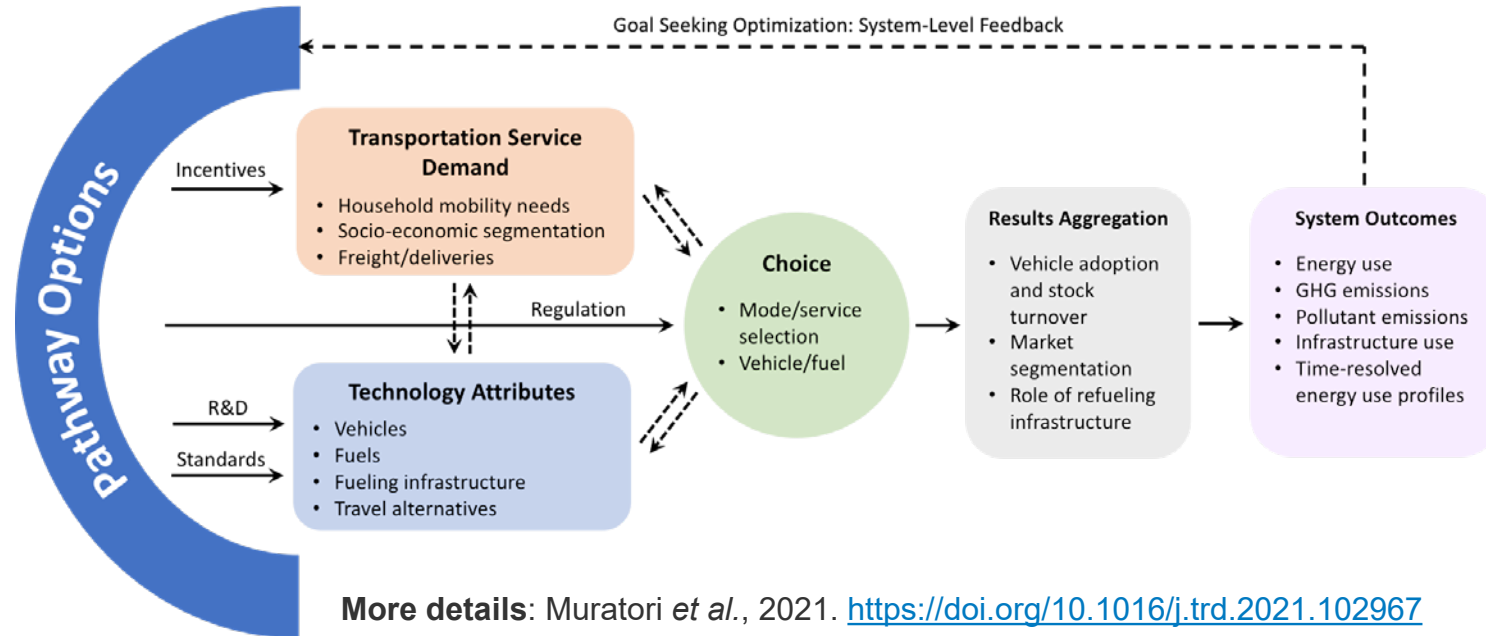 Goal Seeking Optimization: System-Level Feedback
Pathway Options
Incentives
Transportation Service
Demand
• Household mobility needs
• Socio-economic segmentation
• Freight/deliveries
Regulation
R&D
Standards
Technology Attributes
• Vehicles
• Fuels
• Fueling infrastructure
• Travel alternatives
Choice
• Mode/service
selection
• Vehicle/fuel
Results Aggregation
• Vehicle adoption
and stock
turnover
• Market
segmentation
• Role of refueling
infrastructure
System Outcomes
• Energy use
• GHG emissions
• Pollutant emissions
• Infrastructure use
• Time-resolved
energy use profiles
More details: Muratori et al., 2021. https://doi.org/10.1016/j.trd.2021.102967